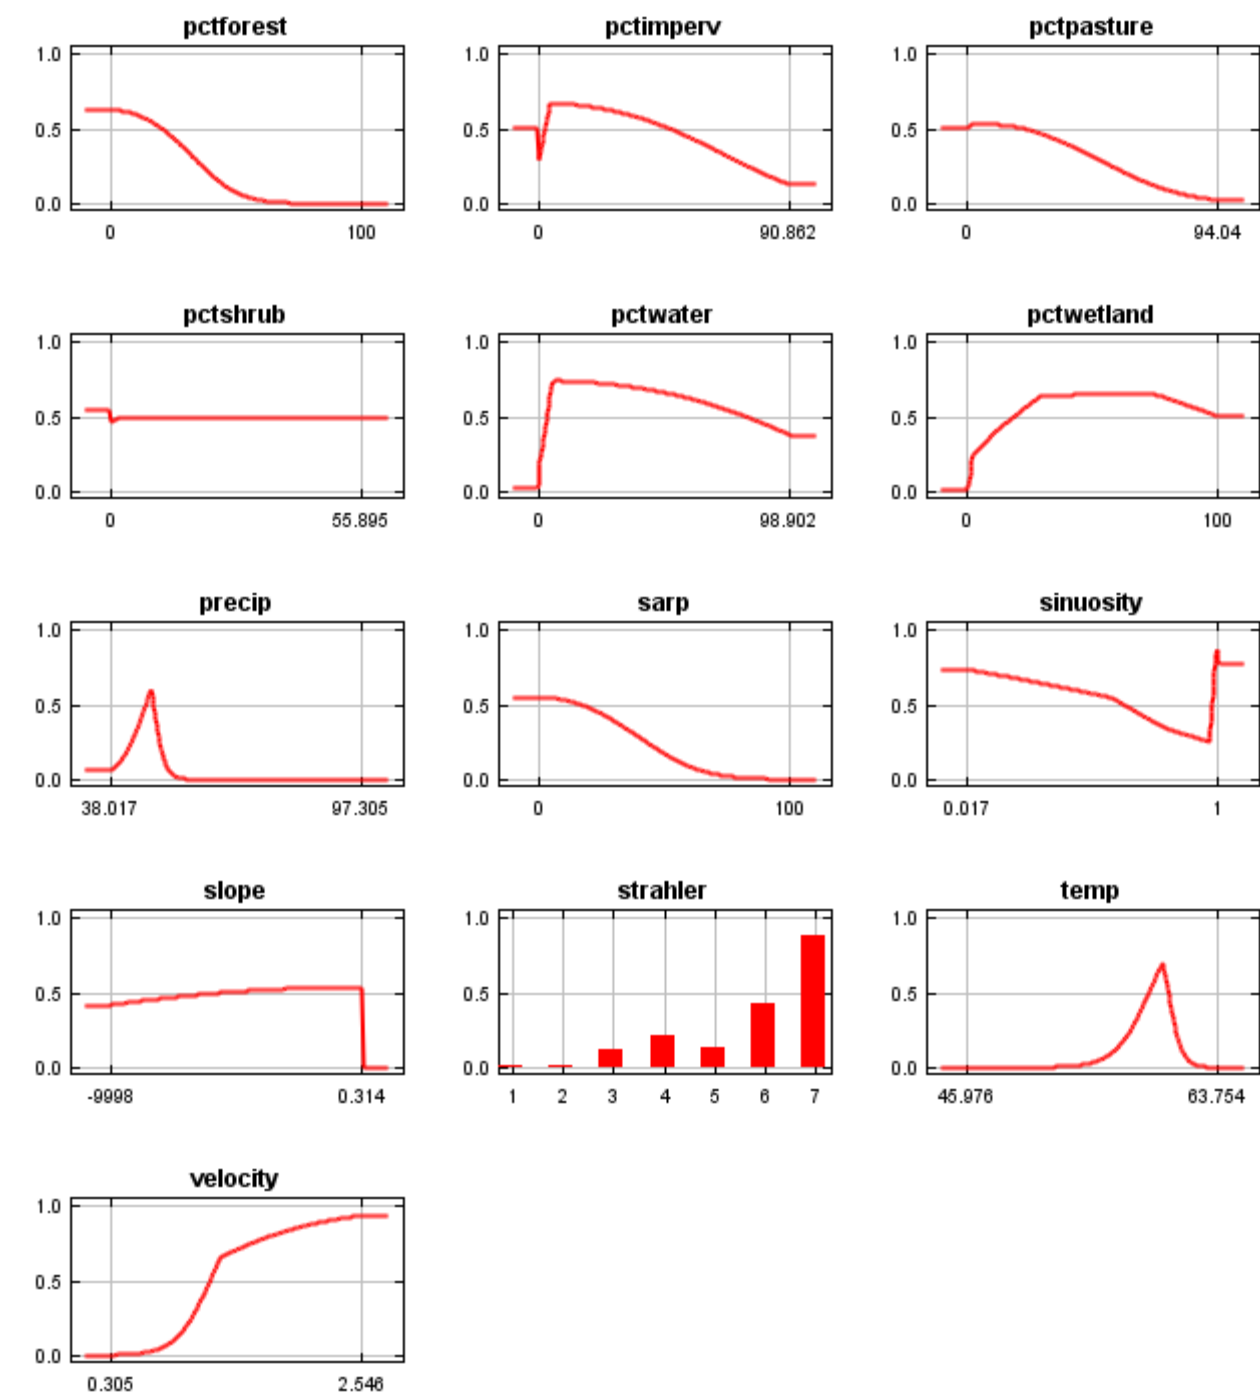 pctforest pctimperv pctpasture
1.0 1.0 1.0
0.5 0.5 0.5
0.0 0.0 0.0
0 100 0 90.862 0 94.04
pctshrub pctwater pctwetland
1.0 1.0 1.0
0.5 0.5 0.5
0.0 0.0 0.0
0 55.895 0 98.902 0 100
precip sarp sinuosity
1.0 1.0 1.0
0.5 0.5 0.5
0.0 0.0 0.0
38.017 97.305 0 100 0.017 1
slope strahler temp
1.0 1.0 1.0
0.5 0.5 0.5
0.0 0.0 0.0
-9998 0.314 1 2 3 4 5 6 7 45.976 63.754
velocity
1.0
0.5
0.0
0.305 2.546